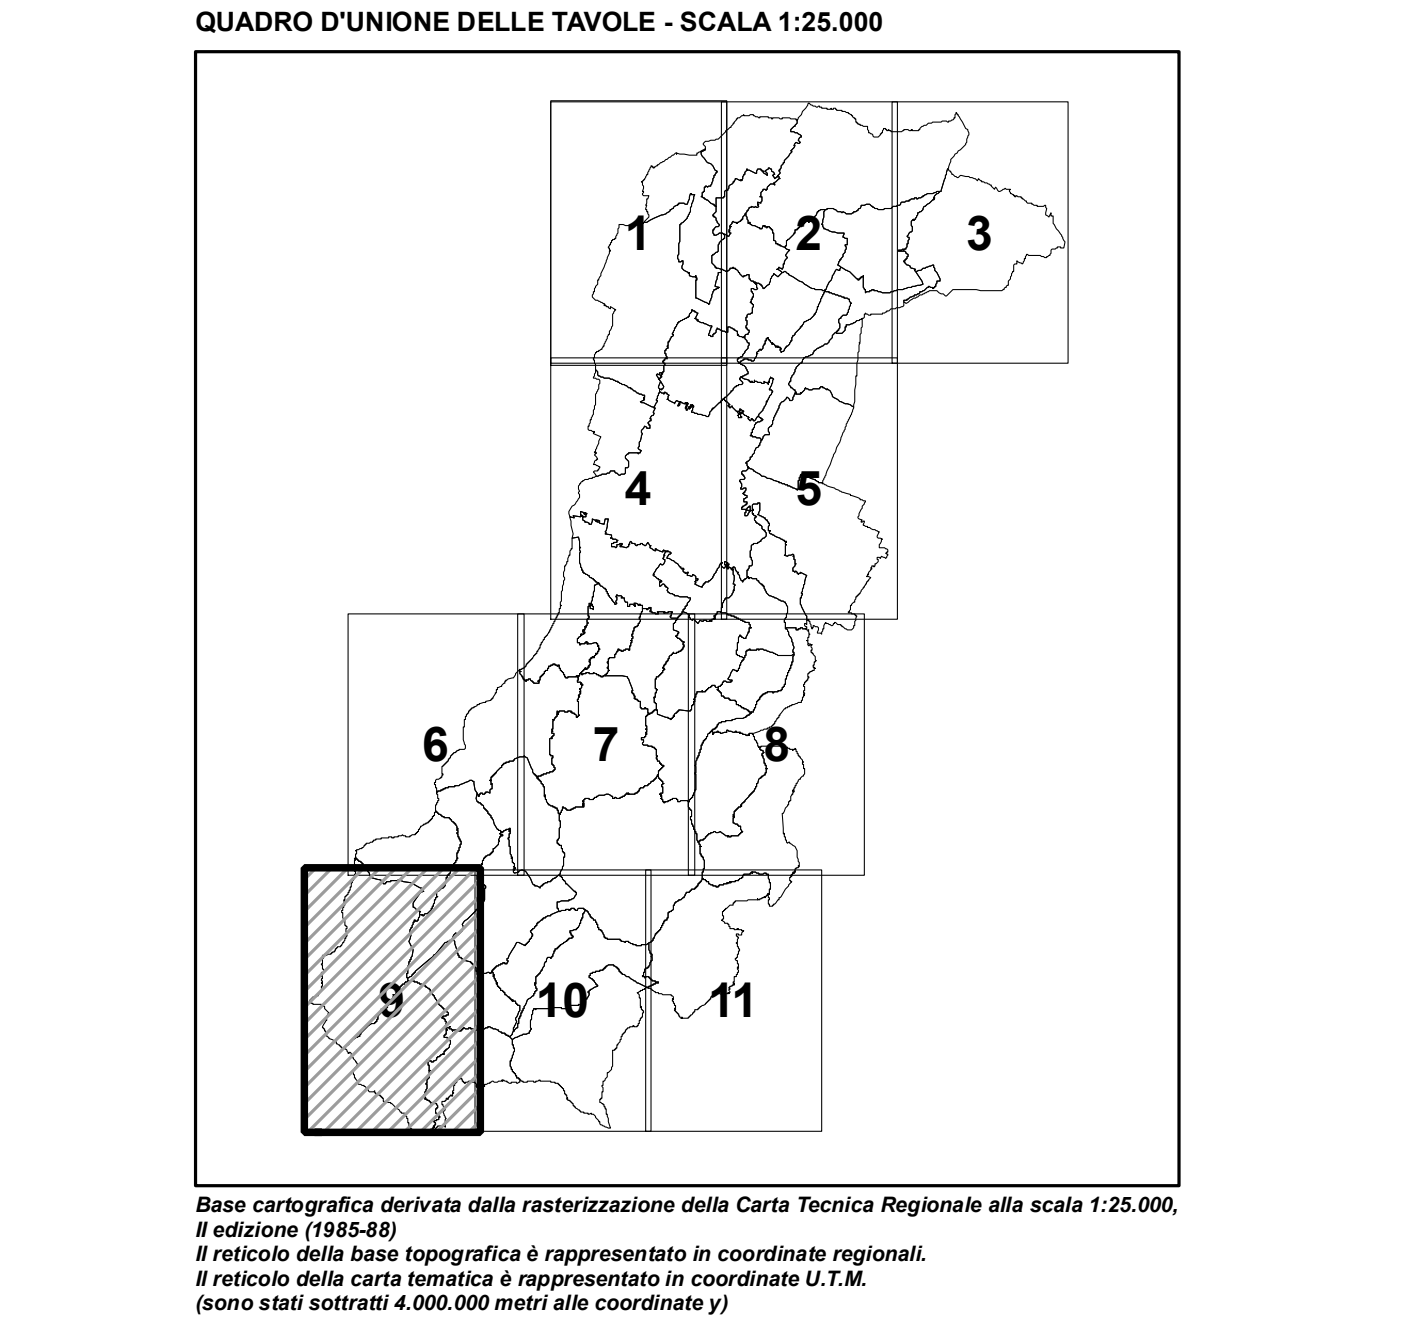 QUADRO D'UNIONE DELLE TAVOLE - SCALA 1:25.000
1
2
3
4
5
6
7
8
9
10
11
Base cartografica derivata dalla rasterizzazione della Carta Tecnica Regionale alla scala 1:25.000,
II edizione (1985-88)
Il reticolo della base topografica è rappresentato in coordinate regionali.
Il reticolo della carta tematica è rappresentato in coordinate U.T.M.
(sono stati sottratti 4.000.000 metri alle coordinate y)